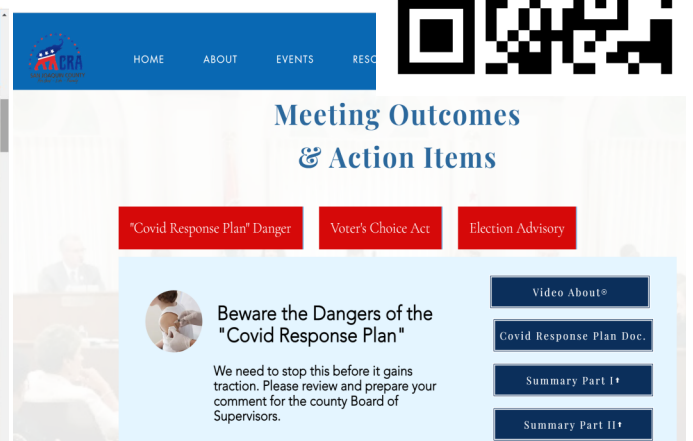 CRA
HOME ABOUT EVENTS RESO
Meeting Outcomes
& Action Items
"Covid Response Plan" Danger Voter's Choice Act Election Advisory
Beware the Dangers of the
"Covid Response Plan"
We need to stop this before it gains
traction. Please review and prepare your
comment for the county Board of
Supervisors.
Video About®
Covid Response Plan Doc.
Summary Part I⬆
Summary Part II⬆